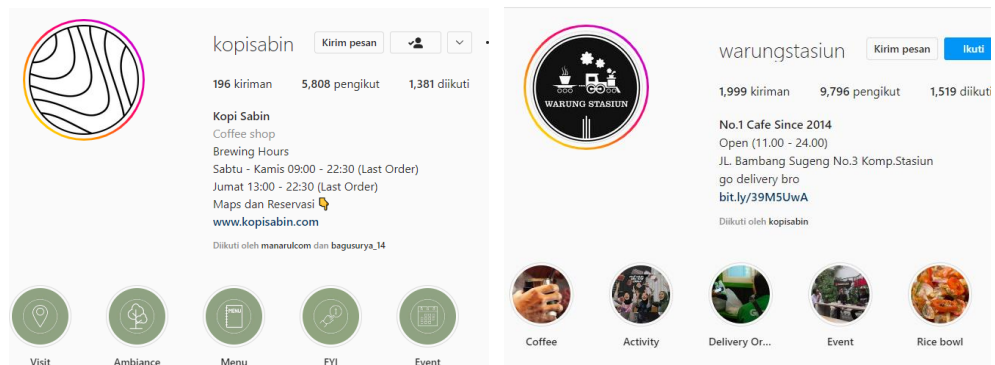 kopisabin Kirim pesan
196 kiriman 5,808 pengikut 1,381 diikuti
Kopi Sabin
Coffee shop
Brewing Hours
Sabtu - Kamis 09:00 - 22:30 (Last Order)
Jumat 13:00 - 22:30 (Last Order)
Maps dan Reservasi 👇
www.kopisabin.com
Diikuti oleh manarulcom dan bagusurya_14
MENU
Visit Ambiance Menu FYI Event
warungstasiun Kirim pesan Ikuti
WARUNG STASIUN
1,999 kiriman 9,796 pengikut 1,519 diikuti
No.1 Cafe Since 2014
Open (11.00 - 24.00)
JL. Bambang Sugeng No.3 Komp.Stasiun
go delivery bro
bit.ly/39M5UwA
Diikuti oleh kopisabin
Coffee Activity Delivery Or... Event Rice bowl